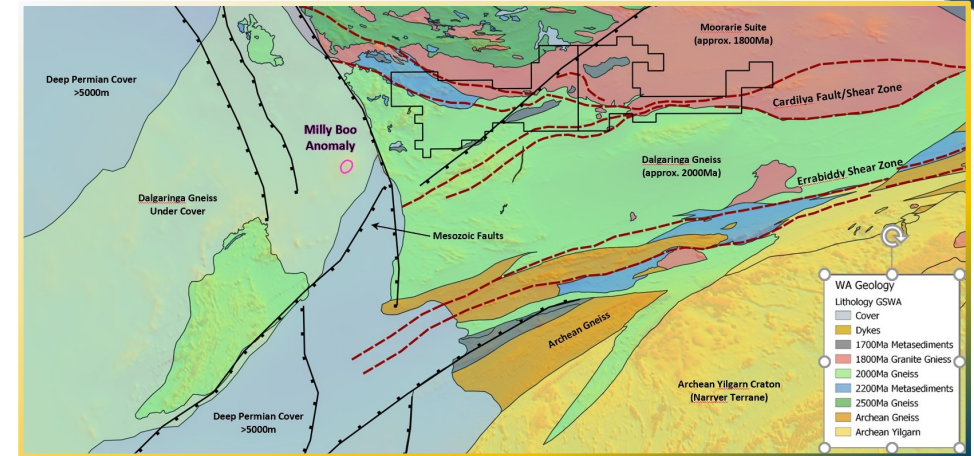 Moorarie Suite
(approx. 1800Ma)
Deep Permian Cover
>5000m
Cardilya Fault/Shear Zone
Milly Boo
Anomaly
Dalgaringa Gneiss
(approx. 2000Ma)
Errabiddy Shear Zone
Dalgaringa Gneiss
Under Cover
Mesozoic Faults
WA Geology
Lithology GSWA
Cover
Dykes
1700Ma Metasediments
1800Ma Granite Gniess
2000Ma Gneiss
2200Ma Metasediments
2500Ma Gneiss
Archean Gneiss
Archean Yilgarn
Archean Gneiss
Archean Yilgarn Craton
(Narryer Terrane)
Deep Permian Cover
>5000m